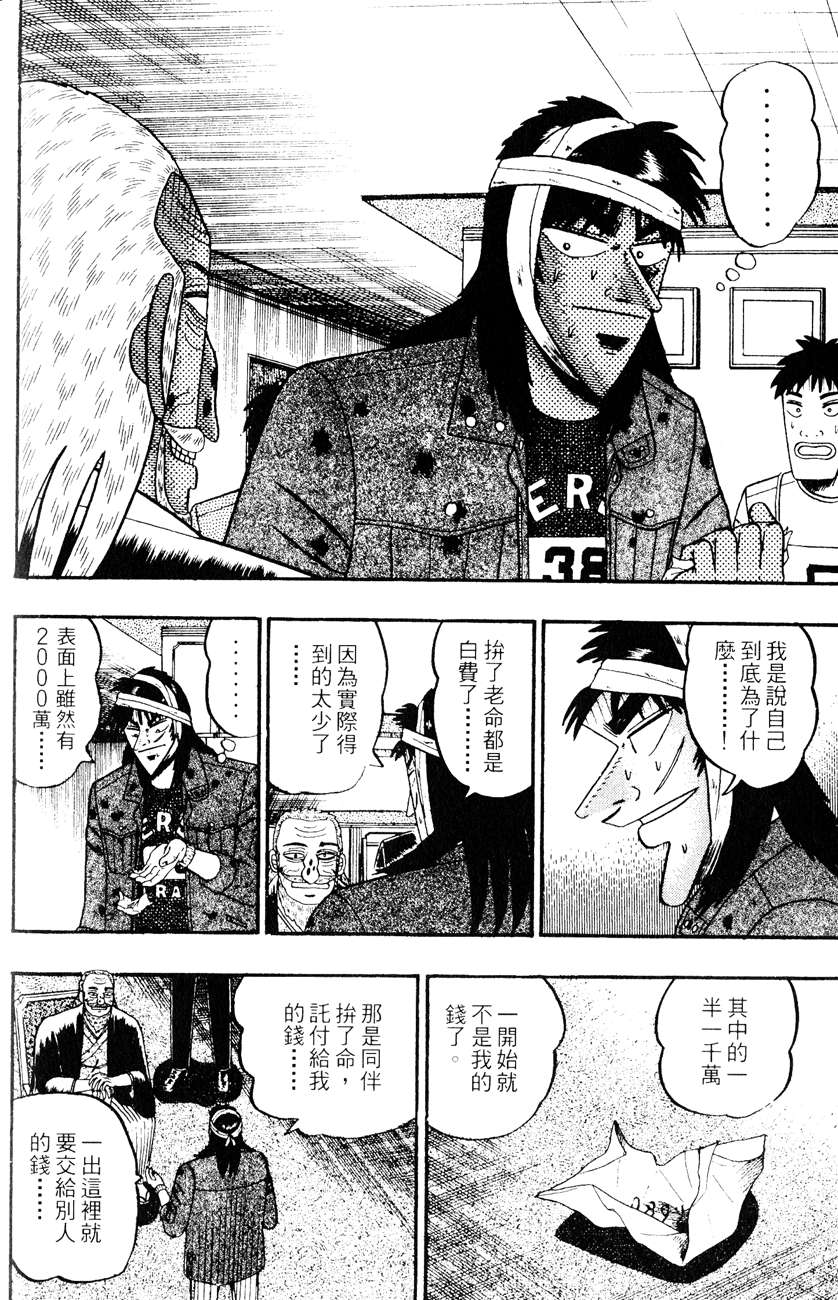 ………
ERA
38
我是說自己
到底為了什
麼……！
拚了老命都是
白費了……
因為實際得
到的太少了
……
……
表面上雖然有
2000萬……
ERA
RA
其中的一
半一千萬
一開始就
不是我的
錢了。
那是同伴
拚了命，
託付給我
的錢……
一出這裡就
要交給別人
的錢……